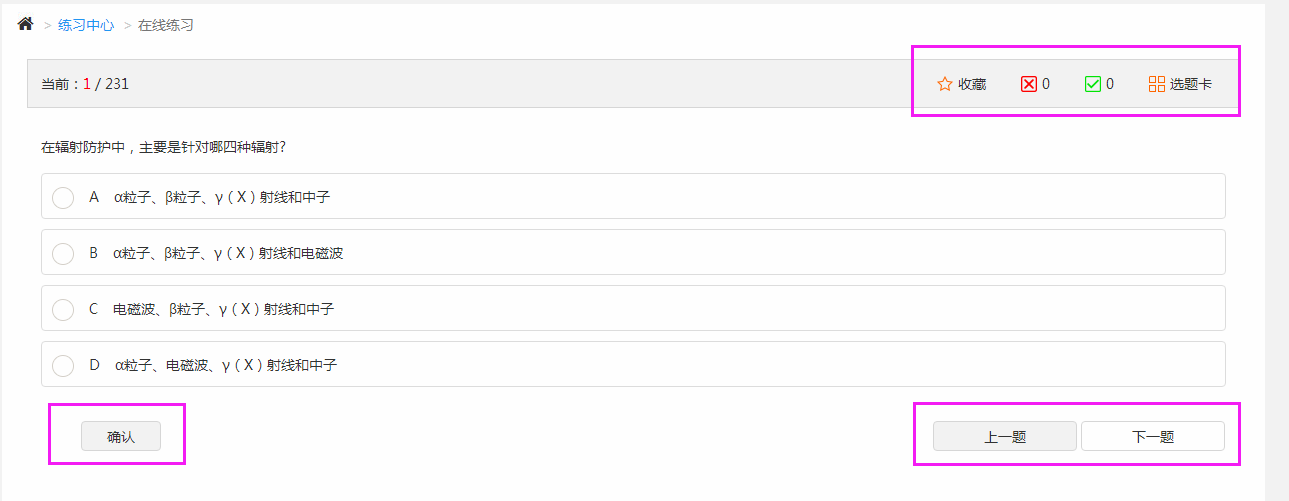 > 练习中心 > 在线练习
当前：1 / 231 收藏 0 0 选题卡
在辐射防护中，主要是针对哪四种辐射?
A α粒子、β粒子、γ（X）射线和中子
B α粒子、β粒子、γ（X）射线和电磁波
C 电磁波、β粒子、γ（X）射线和中子
D α粒子、电磁波、γ（X）射线和中子
确认 上一题 下一题